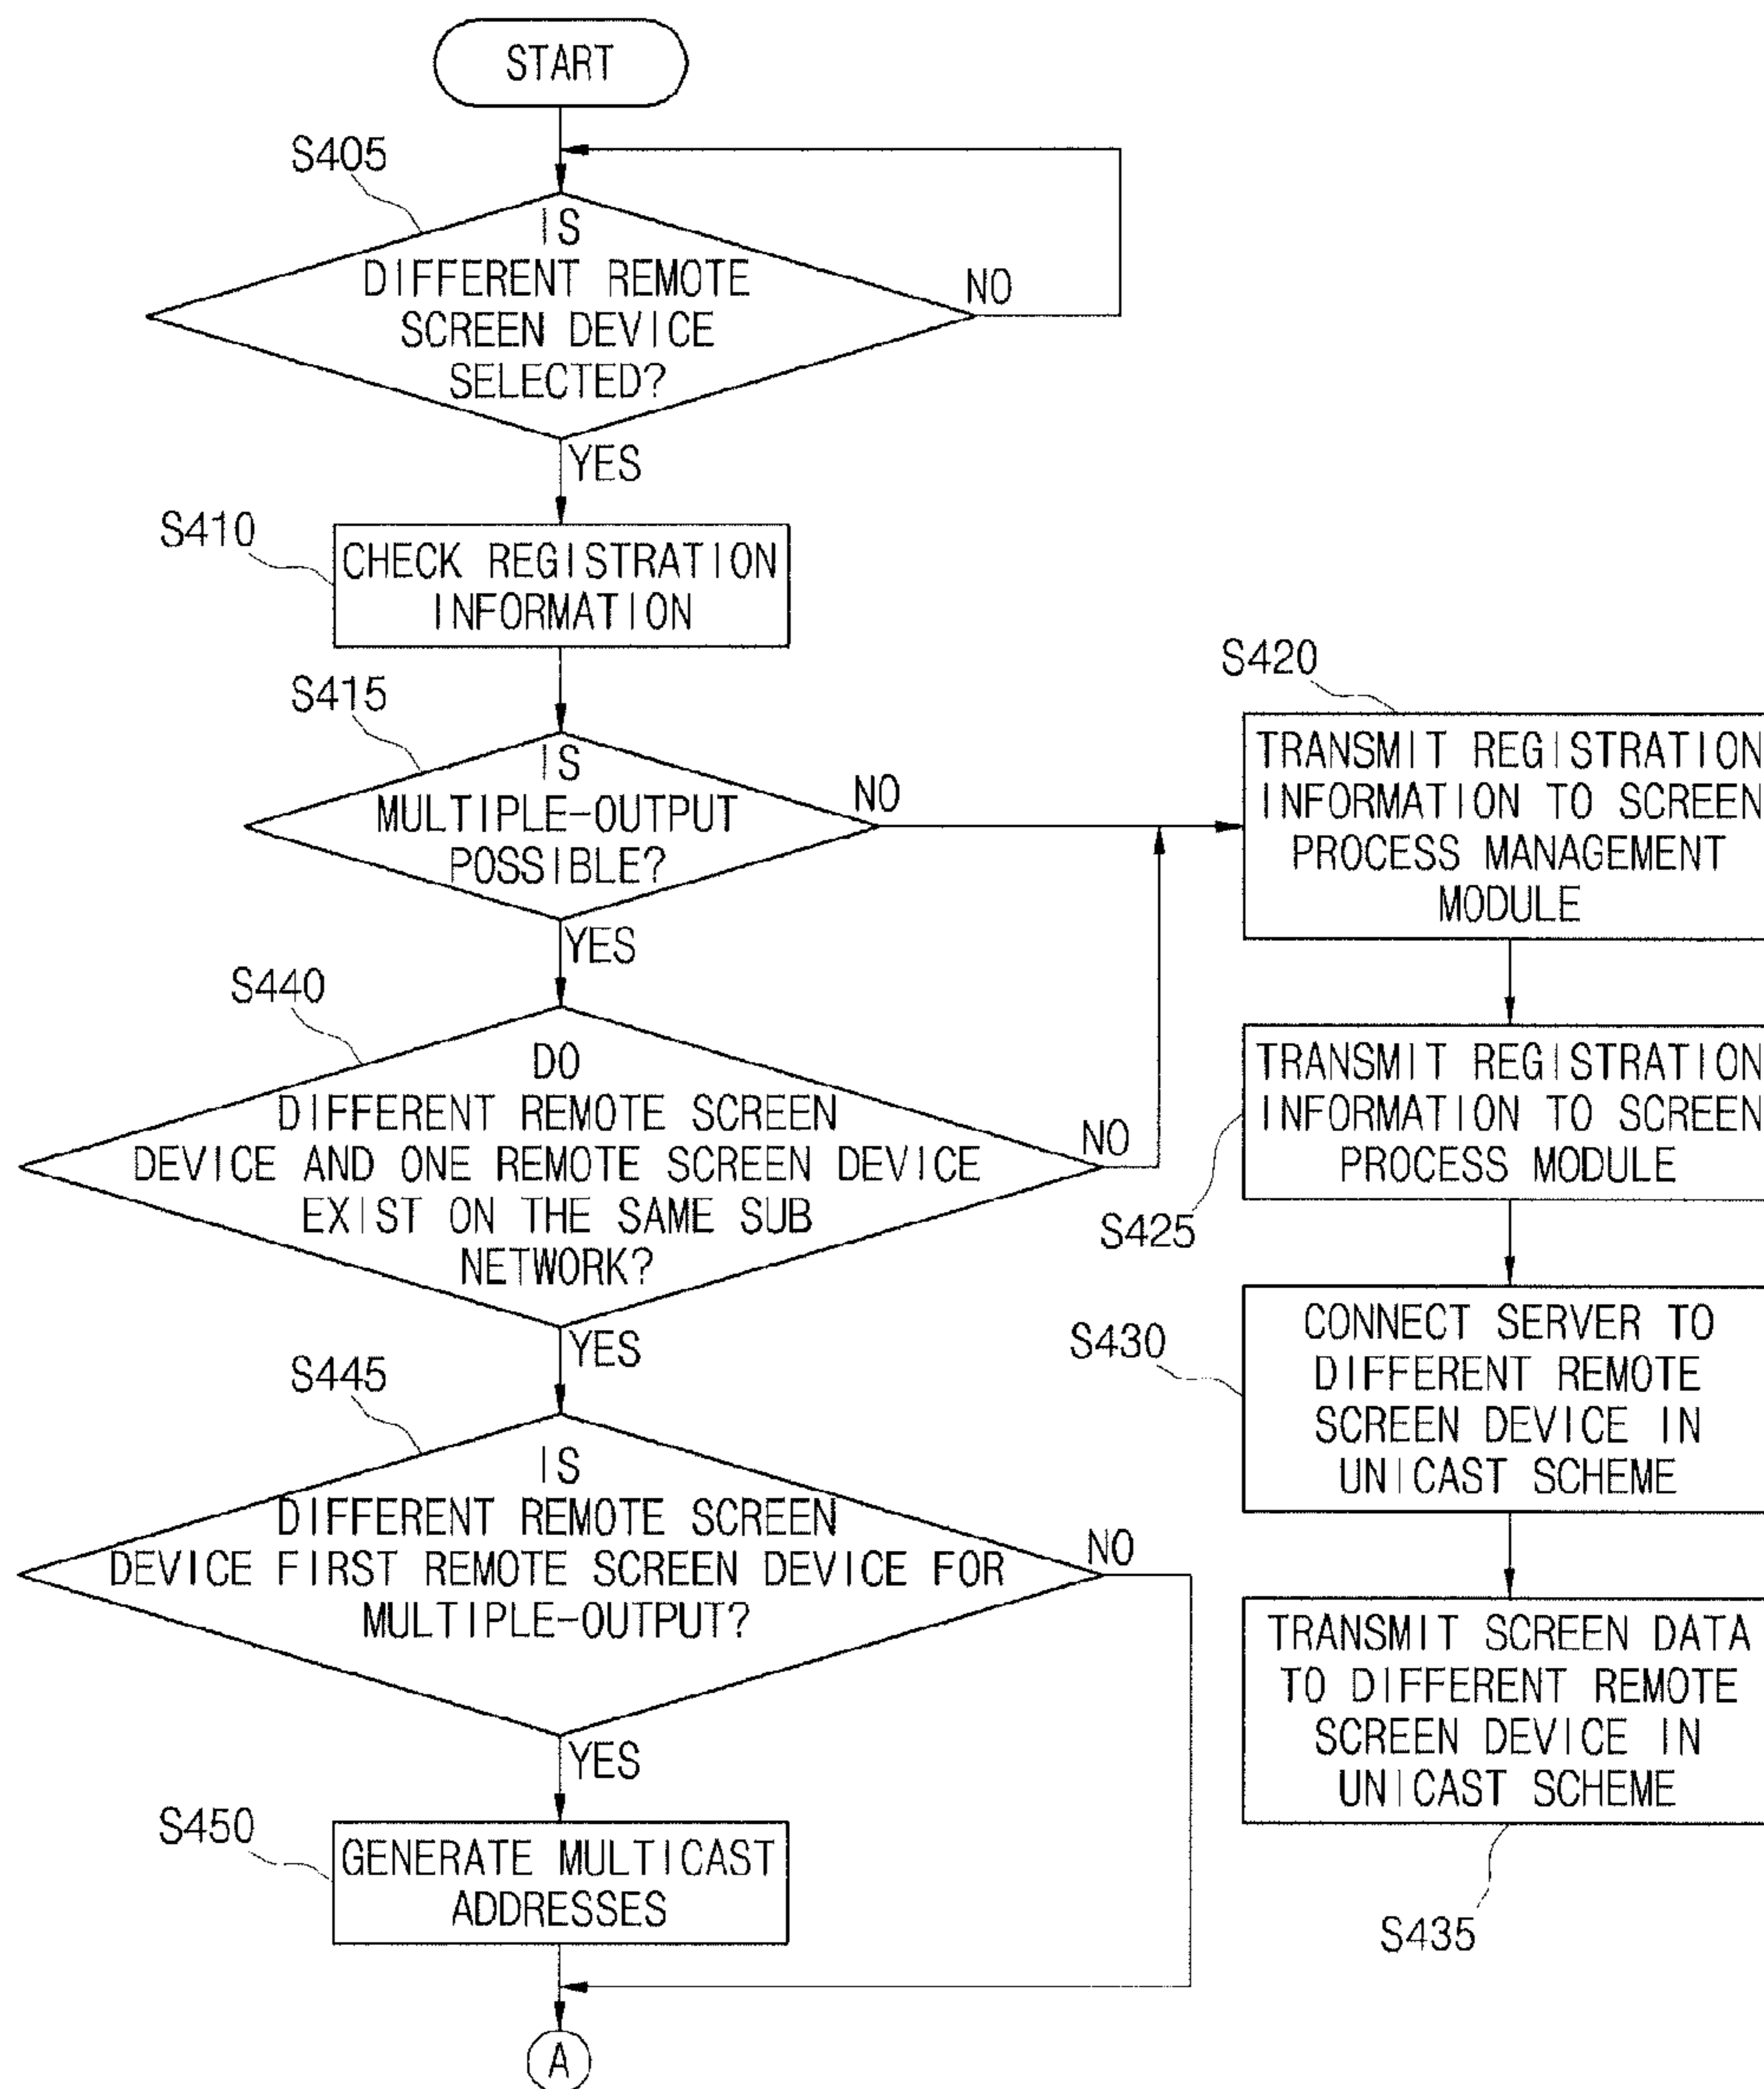 START
S405
IS
DIFFERENT REMOTE
SCREEN DEVICE
SELECTED?
NO
YES
S410
CHECK REGISTRATION
INFORMATION
S415
IS
MULTIPLE-OUTPUT
POSSIBLE?
NO
YES
S420
TRANSMIT REGISTRATION
INFORMATION TO SCREEN
PROCESS MANAGEMENT
MODULE
S440
DO
DIFFERENT REMOTE SCREEN
DEVICE AND ONE REMOTE SCREEN DEVICE
EXIST ON THE SAME SUB
NETWORK?
NO
YES
S425
TRANSMIT REGISTRATION
INFORMATION TO SCREEN
PROCESS MODULE
S430
CONNECT SERVER TO
DIFFERENT REMOTE
SCREEN DEVICE IN
UNICAST SCHEME
S445
IS
DIFFERENT REMOTE SCREEN
DEVICE FIRST REMOTE SCREEN DEVICE FOR
MULTIPLE-OUTPUT?
NO
YES
TRANSMIT SCREEN DATA
TO DIFFERENT REMOTE
SCREEN DEVICE IN
UNICAST SCHEME
S435
S450
GENERATE MULTICAST
ADDRESSES
A